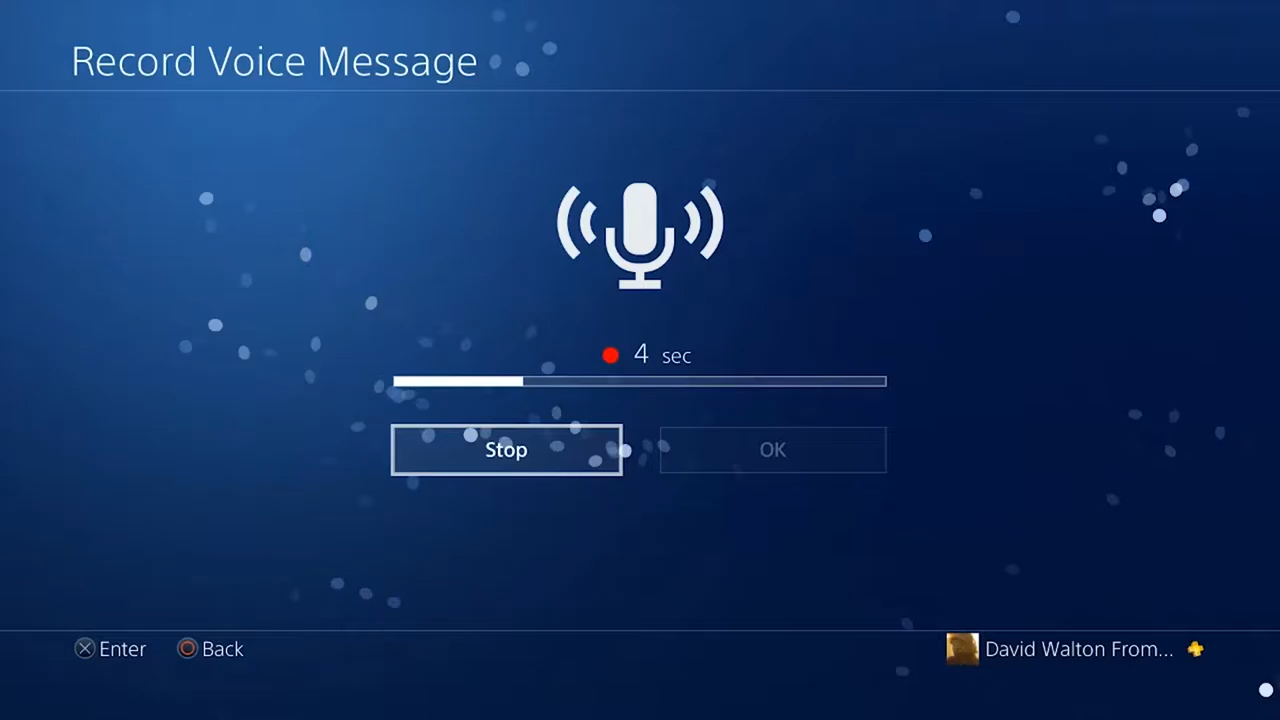 Record Voice Message
4 sec
Stop
OK
Enter
Back
David Walton From...